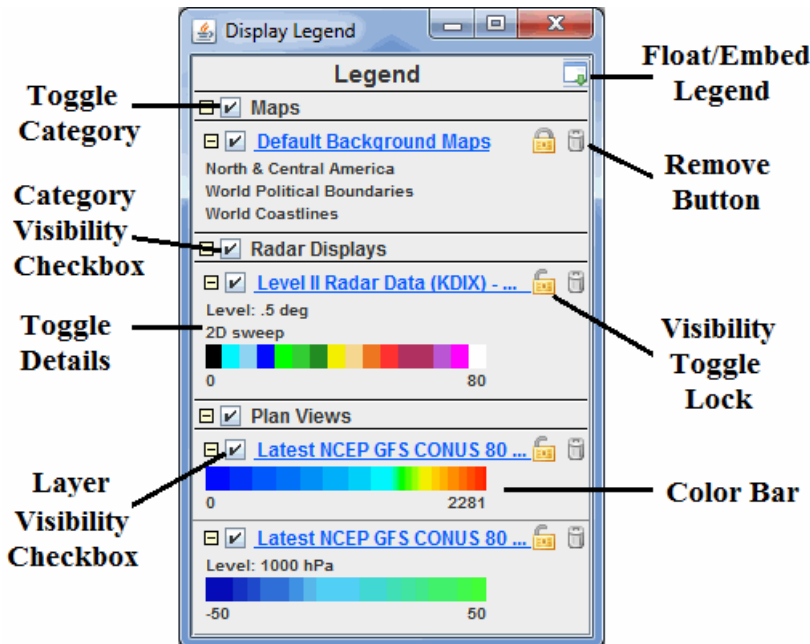 Display Legend
Legend
Float/Embed
Legend
Toggle
Category
Maps
Default Background Maps
North & Central America
World Political Boundaries
World Coastlines
Remove
Button
Category
Visibility
Checkbox
Radar Displays
Level II Radar Data (KDIX) - ...
Level: .5 deg
2D sweep
0 80
Toggle
Details
Visibility
Toggle
Lock
Plan Views
Latest NCEP GFS CONUS 80 ...
0 2281
Layer
Visibility
Checkbox
Color Bar
Latest NCEP GFS CONUS 80 ...
Level: 1000 hPa
-50 50